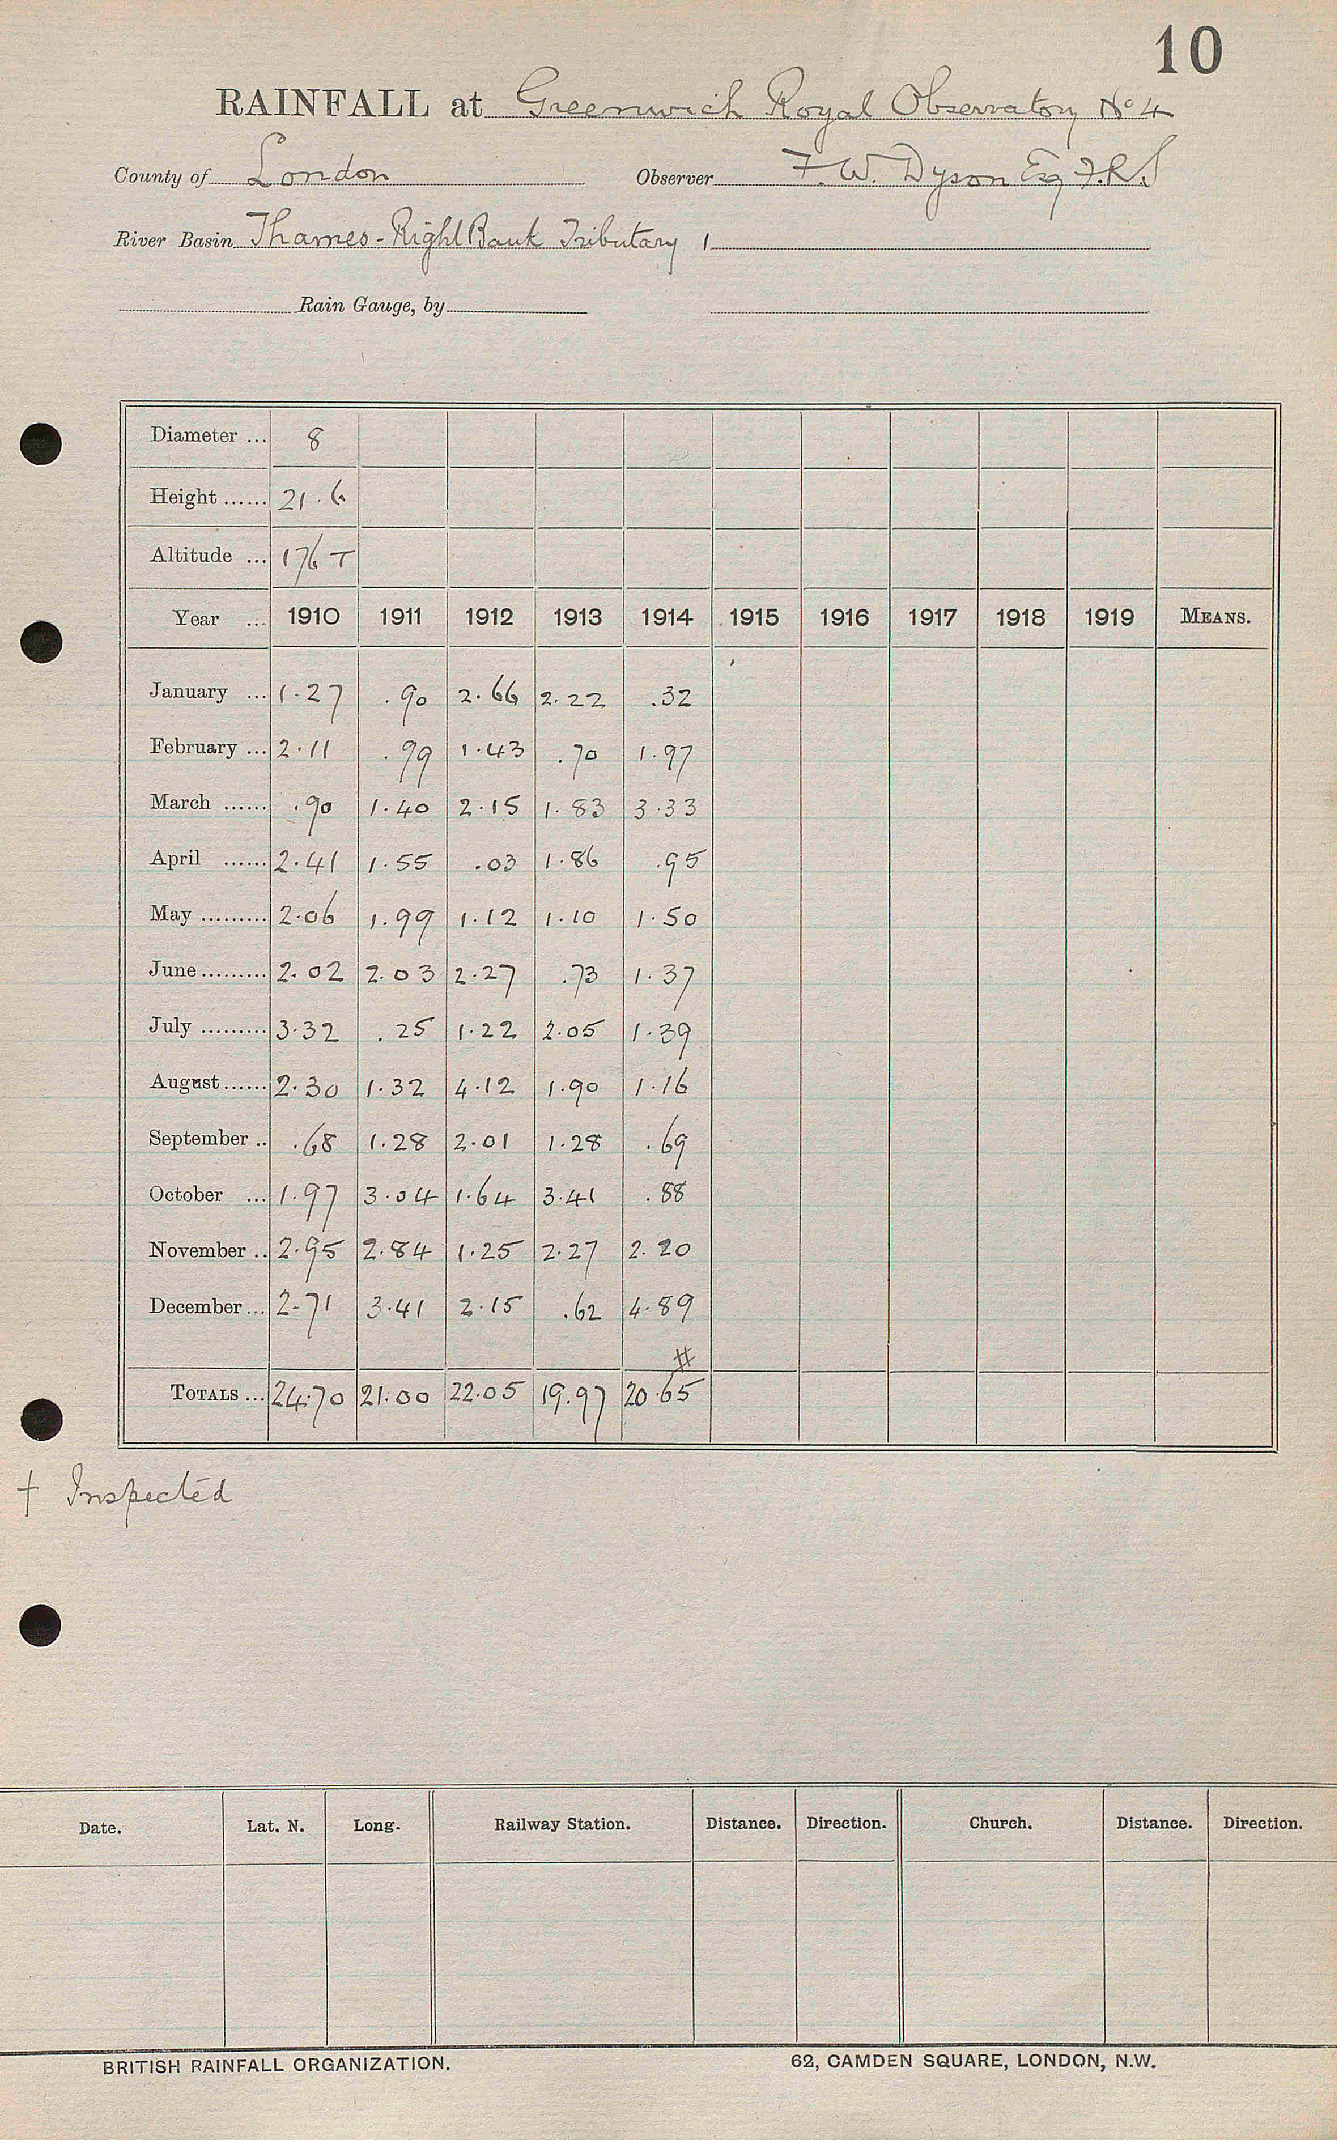 10
RAINFALL at Greenwich Royal Observatory No 4
County of London Observer F. W. Dyson Esq F.R.S
River Basin Thames - Right Bank Tributary 1
Rain Gauge, by
Diameter ... 8
Height ...... 21.6
Altitude ... 176 T
Year ... 1910 1911 1912 1913 1914 1915 1916 1917 1918 1919 MEANS.
January ... 1.27 .90 2.66 2.22 .32
February ... 2.11 .99 1.43 .70 1.97
March ...... .90 1.40 2.15 1.83 3.33
April ...... 2.41 1.55 .03 1.86 .95
May ......... 2.06 1.99 1.12 1.10 1.50
June ......... 2.02 2.03 2.27 .73 1.37
July ......... 3.32 .25 1.22 2.05 1.39
August ...... 2.30 1.32 4.12 1.90 1.16
September .. .68 1.28 2.01 1.28 .69
October ... 1.97 3.04 1.64 3.41 .88
November .. 2.95 2.84 1.25 2.27 2.20
December ... 2.71 3.41 2.15 .62 4.89
#
TOTALS ... 24.70 21.00 22.05 19.97 20.65
† Inspected
Date. Lat. N. Long. Railway Station. Distance. Direction. Church. Distance. Direction.
BRITISH RAINFALL ORGANIZATION. 62, CAMDEN SQUARE, LONDON, N.W.